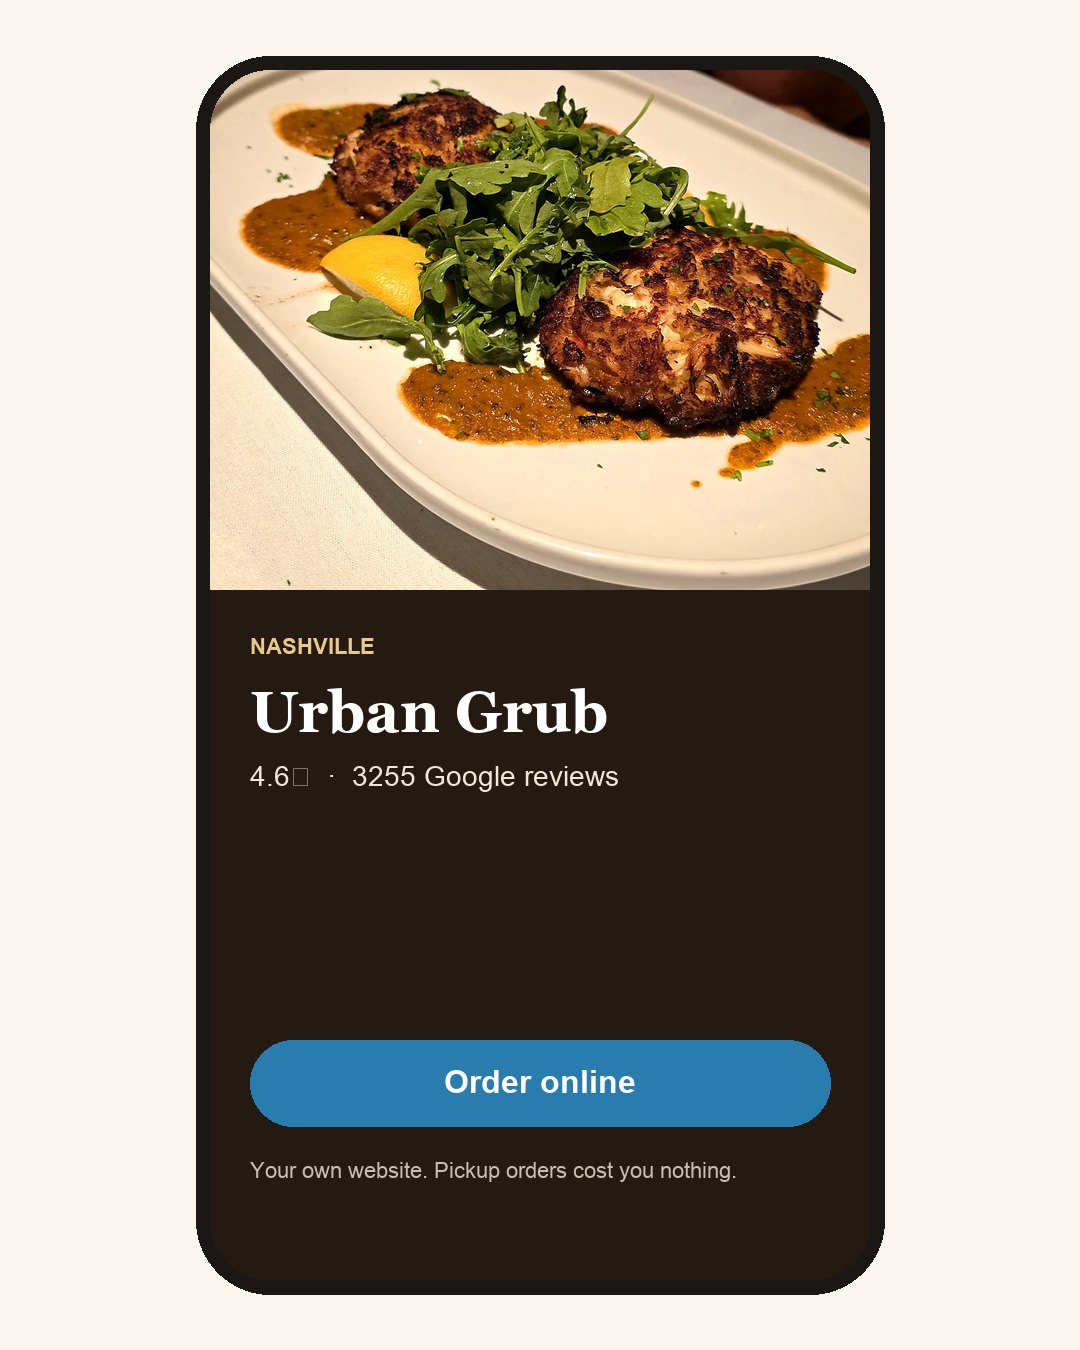 NASHVILLE
Urban Grub
4.6□ · 3255 Google reviews
Order online
Your own website. Pickup orders cost you nothing.